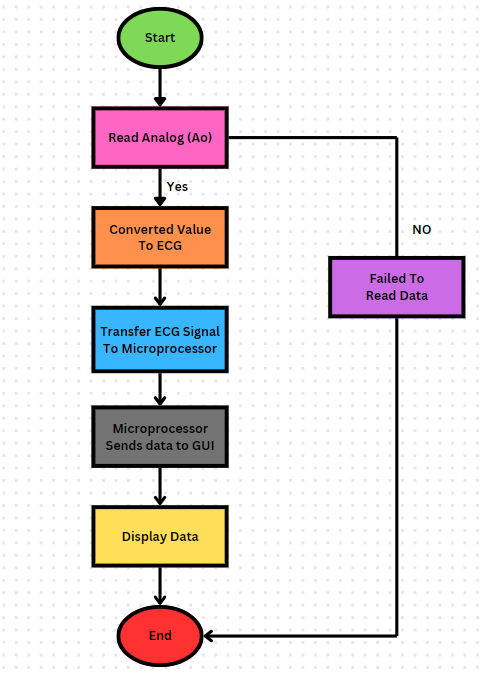 Start
Read Analog (Ao)
Yes
Converted Value
To ECG
NO
Failed To
Read Data
Transfer ECG Signal
To Microprocessor
Microprocessor
Sends data to GUI
Display Data
End